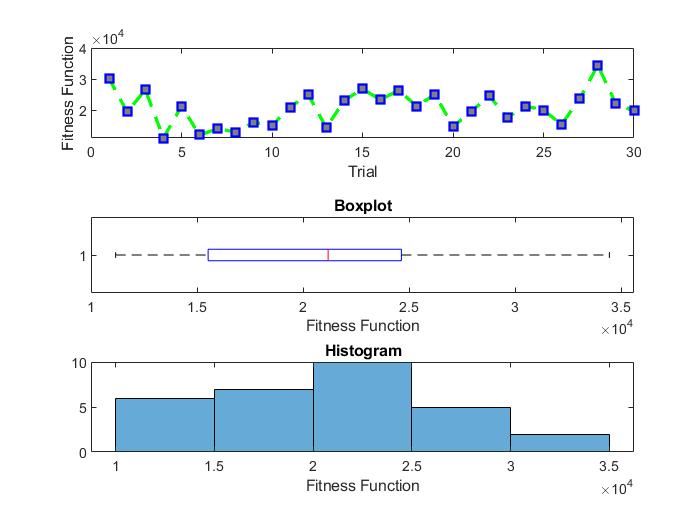 ×10⁴
4
3
2
Fitness Function
0 5 10 15 20 25 30
Trial
Boxplot
1
1 1.5 2 2.5 3 3.5
Fitness Function
×10⁴
Histogram
10
5
0
1 1.5 2 2.5 3 3.5
Fitness Function
×10⁴